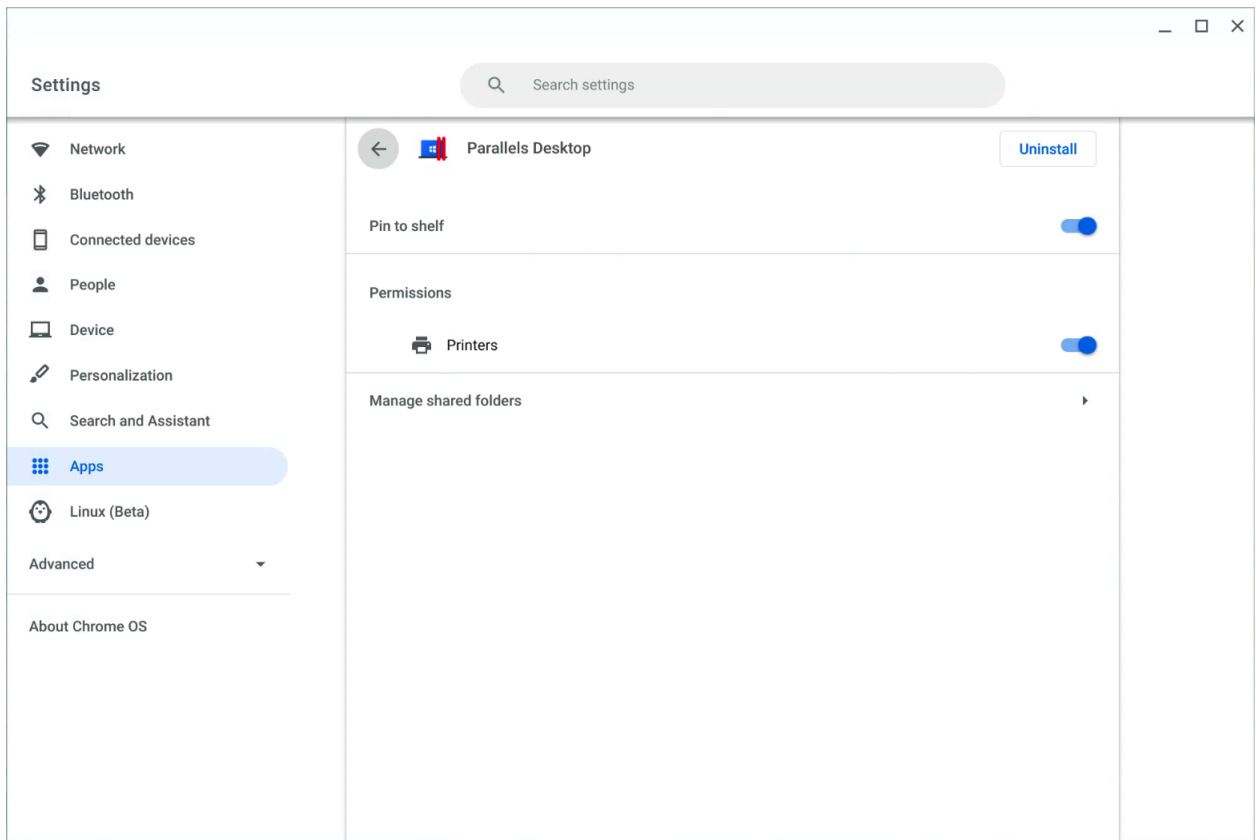 Settings
Search settings
Network
Bluetooth
Connected devices
People
Device
Personalization
Search and Assistant
Apps
Linux (Beta)
Advanced
About Chrome OS
Parallels Desktop
Uninstall
Pin to shelf
Permissions
Printers
Manage shared folders